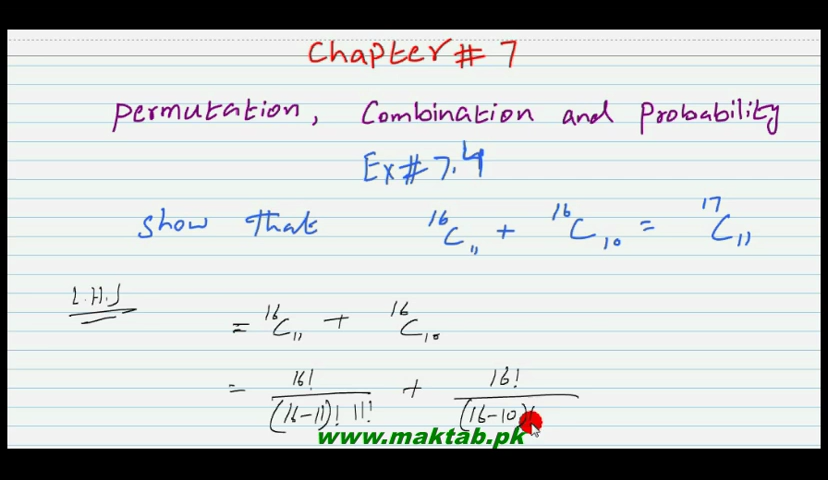 Chapter # 7
Permutation, Combination and Probability
Ex # 7.4
Show that ¹⁶C₁₁ + ¹⁶C₁₀ = ¹⁷C₁₁
L.H.S
= ¹⁶C₁₁ + ¹⁶C₁₀
= 16! / (16-11)! 11! + 16! / (16-10)
www.maktab.pk